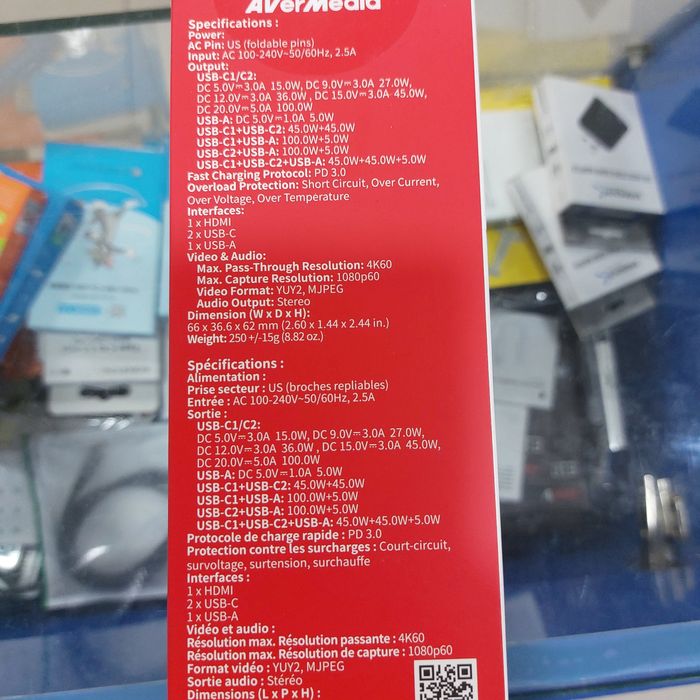 AVerMedia
Specifications :
Power:
AC Pin: US (foldable pins)
Input: AC 100-240V~50/60Hz, 2.5A
Output:
USB-C1/C2:
DC 5.0V⎓3.0A 15.0W, DC 9.0V⎓3.0A 27.0W,
DC 12.0V⎓3.0A 36.0W , DC 15.0V⎓3.0A 45.0W,
DC 20.0V⎓5.0A 100.0W
USB-A: DC 5.0V⎓1.0A 5.0W
USB-C1+USB-C2: 45.0W+45.0W
USB-C1+USB-A: 100.0W+5.0W
USB-C2+USB-A: 100.0W+5.0W
USB-C1+USB-C2+USB-A: 45.0W+45.0W+5.0W
Fast Charging Protocol: PD 3.0
Overload Protection: Short Circuit, Over Current,
Over Voltage, Over Temperature
Interfaces:
1 x HDMI
2 x USB-C
1 x USB-A
Video & Audio:
Max. Pass-Through Resolution: 4K60
Max. Capture Resolution: 1080p60
Video Format: YUY2, MJPEG
Audio Output: Stereo
Dimension (W x D x H):
66 x 36.6 x 62 mm (2.60 x 1.44 x 2.44 in.)
Weight: 250 +/-15g (8.82 oz.)
Spécifications :
Alimentation :
Prise secteur : US (broches repliables)
Entrée : AC 100-240V~50/60Hz, 2.5A
Sortie :
USB-C1/C2:
DC 5.0V⎓3.0A 15.0W, DC 9.0V⎓3.0A 27.0W,
DC 12.0V⎓3.0A 36.0W , DC 15.0V⎓3.0A 45.0W,
DC 20.0V⎓5.0A 100.0W
USB-A: DC 5.0V⎓1.0A 5.0W
USB-C1+USB-C2: 45.0W+45.0W
USB-C1+USB-A: 100.0W+5.0W
USB-C2+USB-A: 100.0W+5.0W
USB-C1+USB-C2+USB-A: 45.0W+45.0W+5.0W
Protocole de charge rapide : PD 3.0
Protection contre les surcharges : Court-circuit,
survoltage, surtension, surchauffe
Interfaces :
1 x HDMI
2 x USB-C
1 x USB-A
Vidéo et audio :
Résolution max. Résolution passante : 4K60
Résolution max. Résolution de capture : 1080p60
Format vidéo : YUY2, MJPEG
Sortie audio : Stéréo
Dimensions (L x P x H) :